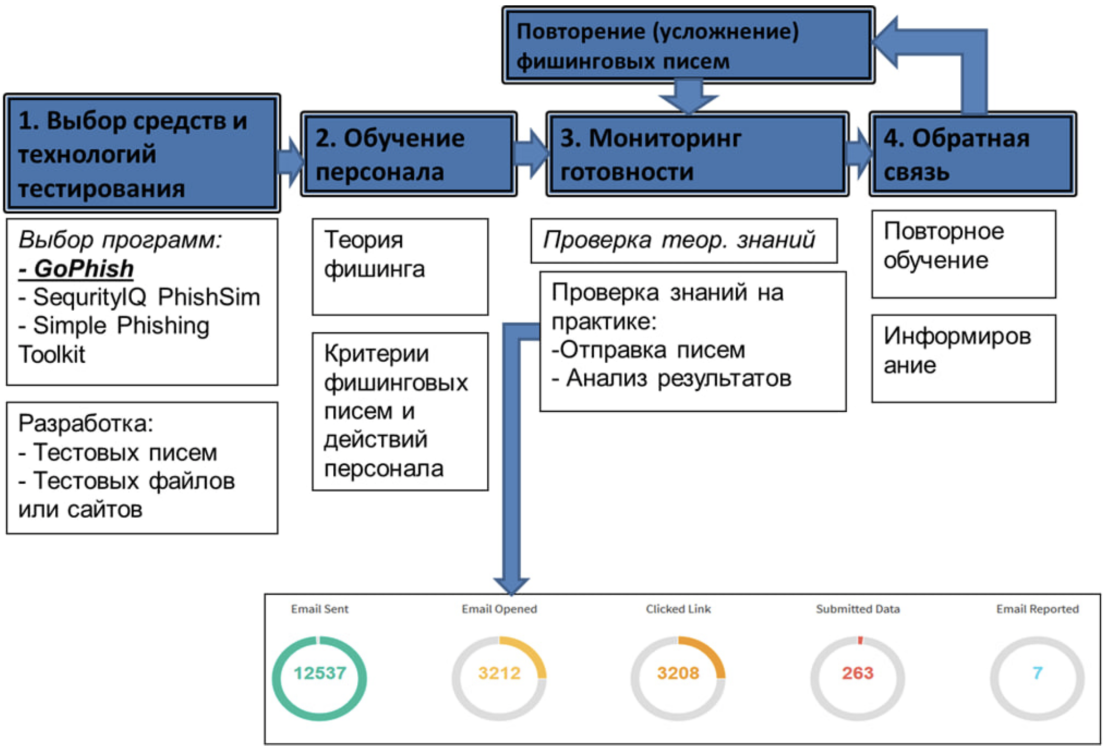 Повторение (усложнение)
фишинговых писем
1. Выбор средств и
технологий
тестирования
2. Обучение
персонала
3. Мониторинг
готовности
4. Обратная
связь
Выбор программ:
- GoPhish
- SequrityIQ PhishSim
- Simple Phishing
Toolkit
Разработка:
- Тестовых писем
- Тестовых файлов
или сайтов
Теория
фишинга
Критерии
фишинговых
писем и
действий
персонала
Проверка теор. знаний
Проверка знаний на
практике:
-Отправка писем
- Анализ результатов
Повторное
обучение
Информиров
ание
Email Sent
12537
Email Opened
3212
Clicked Link
3208
Submitted Data
263
Email Reported
7